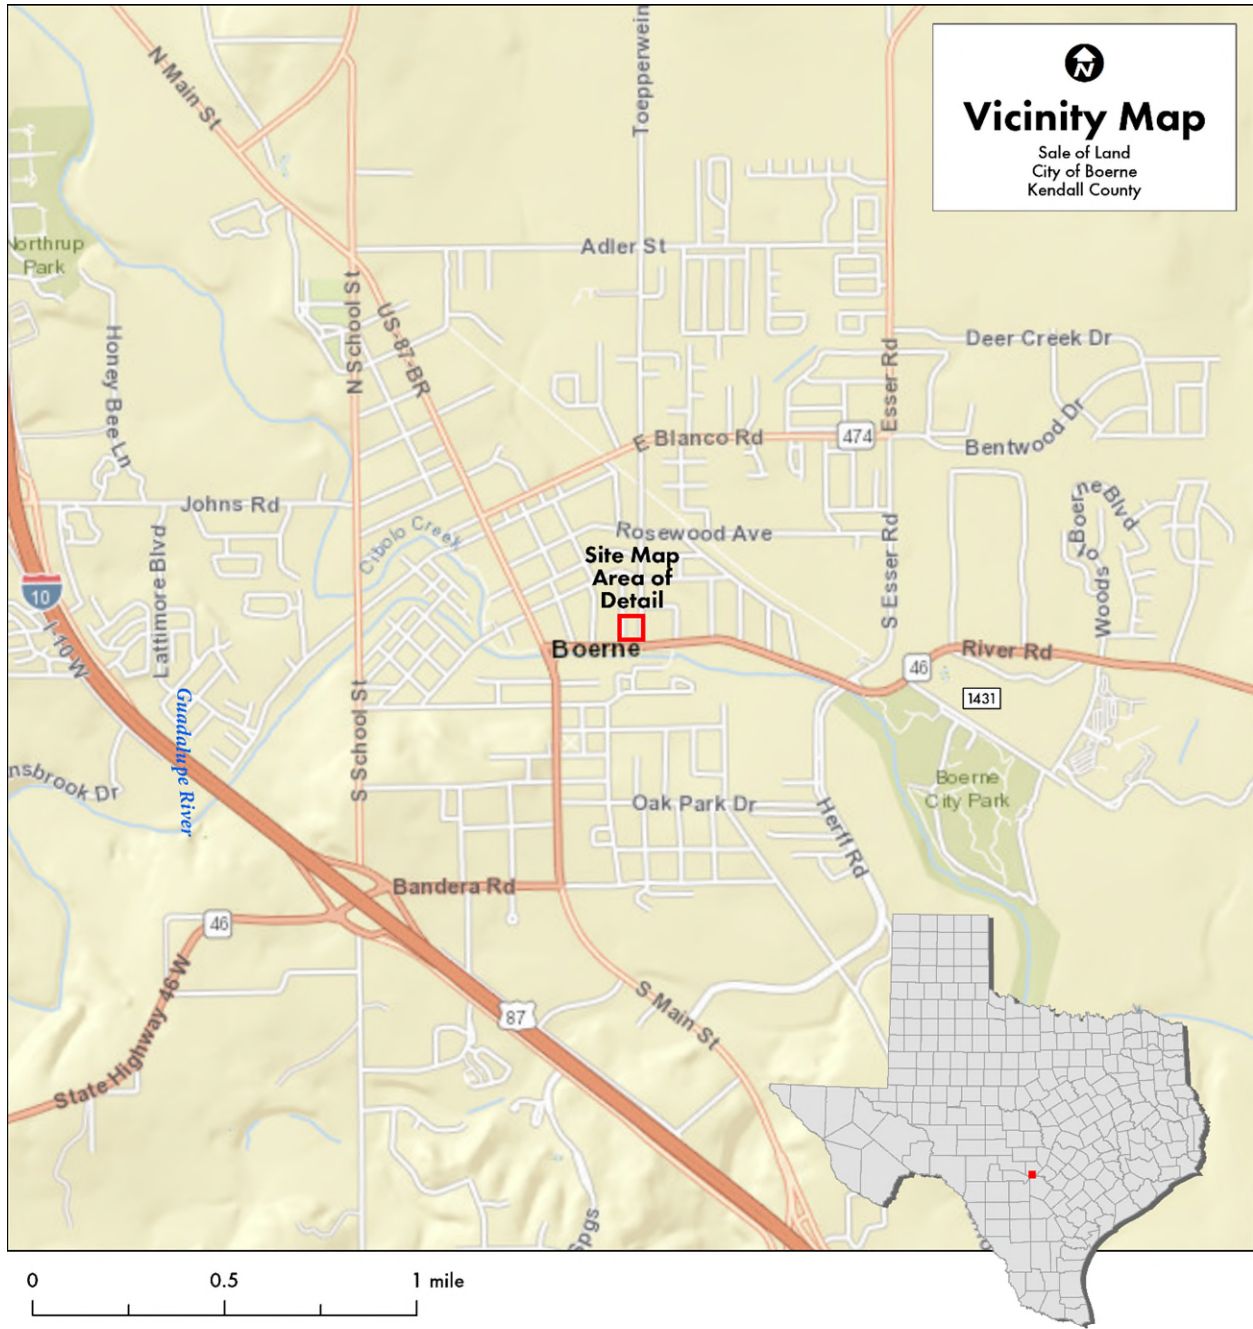 N
Vicinity Map
Sale of Land
City of Boerne
Kendall County
N Main St
Toepperwein
Northrup
Park
Adler St
Honey Bee Ln
N School St
US-87-BR
Esser Rd
Deer Creek Dr
Bentwood Dr
E Blanco Rd
474
Johns Rd
Cibolo Creek
Lattimore Blvd
Rosewood Ave
Site Map
Area of
Detail
Boerne
S Esser Rd
Woods of Boerne Blvd
10
I-10 W
46
River Rd
1431
Guadalupe River
S School St
nsbrook Dr
Oak Park Dr
Herff Rd
Boerne
City Park
Bandera Rd
46
State Highway 46 W
S Main St
87
Spgs
0 0.5 1 mile